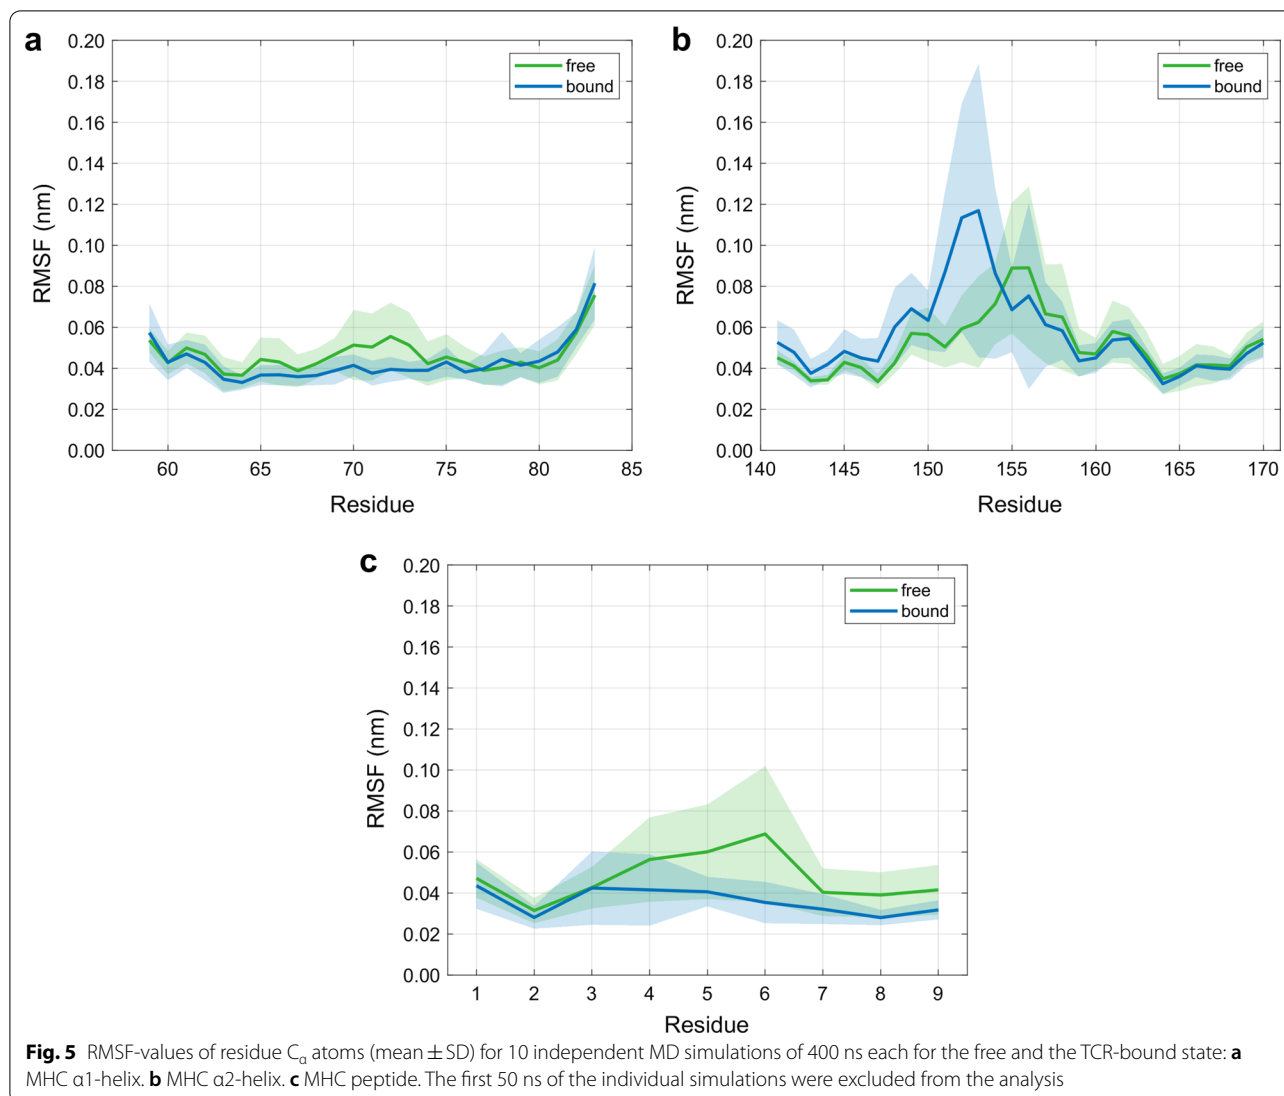 a
0.20
0.18
0.16
0.14
0.12
0.10
0.08
0.06
0.04
0.02
0.00
RMSF (nm)
60 65 70 75 80 85
Residue
free
bound
b
0.20
0.18
0.16
0.14
0.12
0.10
0.08
0.06
0.04
0.02
0.00
RMSF (nm)
140 145 150 155 160 165 170
Residue
free
bound
c
0.20
0.18
0.16
0.14
0.12
0.10
0.08
0.06
0.04
0.02
0.00
RMSF (nm)
1 2 3 4 5 6 7 8 9
Residue
free
bound
Fig. 5 RMSF-values of residue Cα atoms (mean ± SD) for 10 independent MD simulations of 400 ns each for the free and the TCR-bound state: a
MHC α1-helix. b MHC α2-helix. c MHC peptide. The first 50 ns of the individual simulations were excluded from the analysis